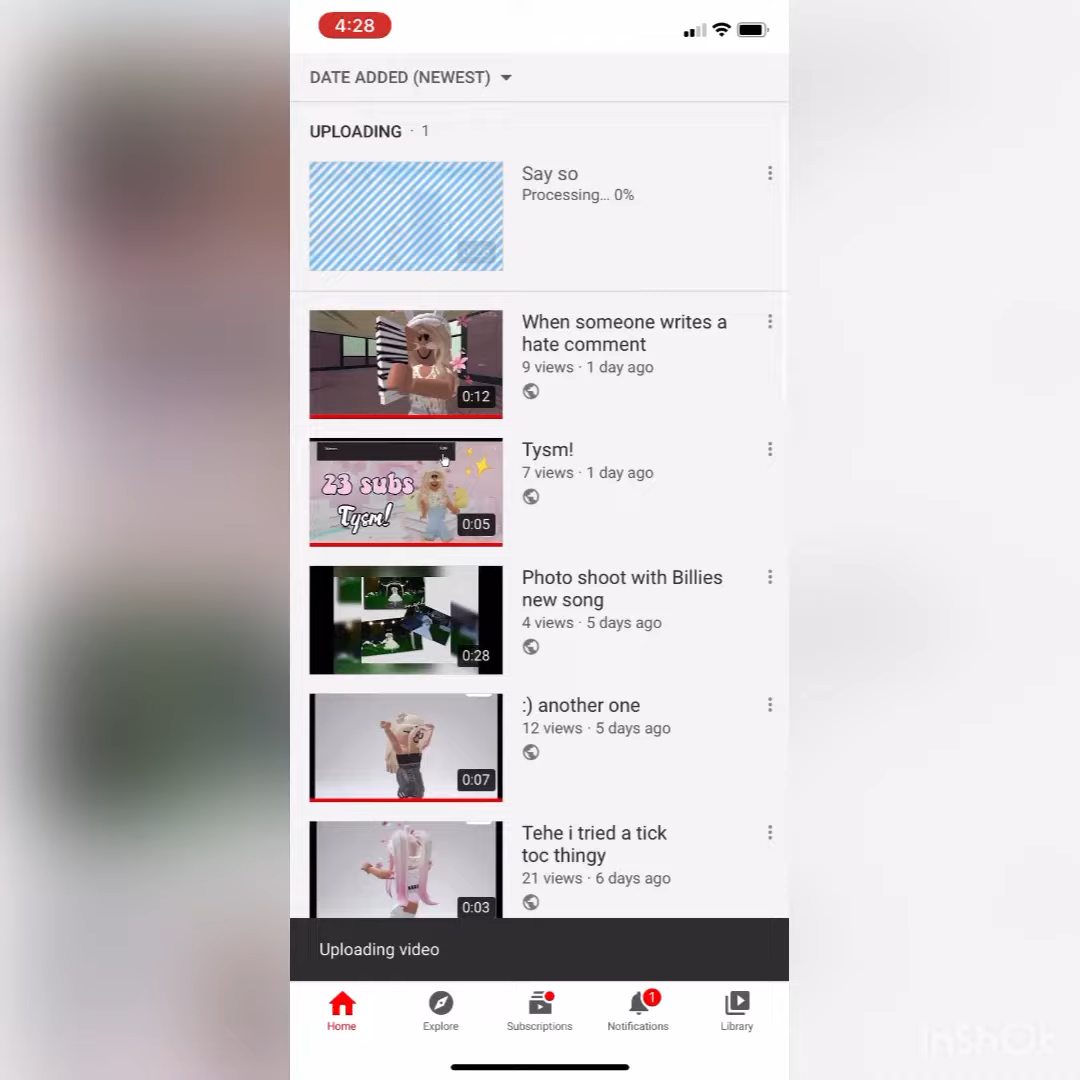 4:28
DATE ADDED (NEWEST)
UPLOADING · 1
Say so
Processing... 0%
When someone writes a
hate comment
9 views · 1 day ago
0:12
Tysm!
7 views · 1 day ago
23 subs
Tysm!
0:05
Photo shoot with Billies
new song
4 views · 5 days ago
0:28
:) another one
12 views · 5 days ago
0:07
Tehe i tried a tick
toc thingy
21 views · 6 days ago
0:03
Uploading video
1
Home
Explore
Subscriptions
Notifications
Library
InShOt